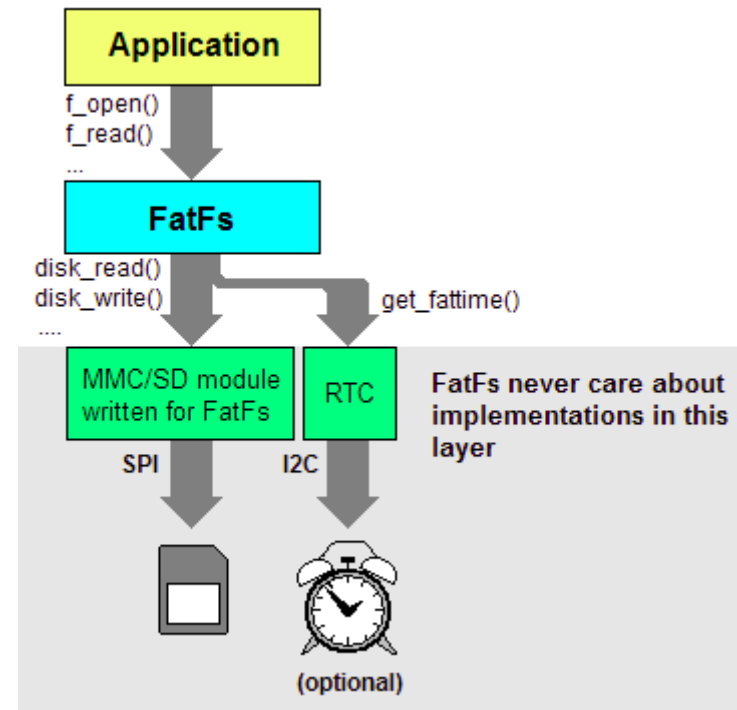 Application
f_open()
f_read()
...
FatFs
disk_read()
disk_write()
....
get_fattime()
MMC/SD module
written for FatFs
RTC
FatFs never care about
implementations in this
layer
SPI
I2C
(optional)